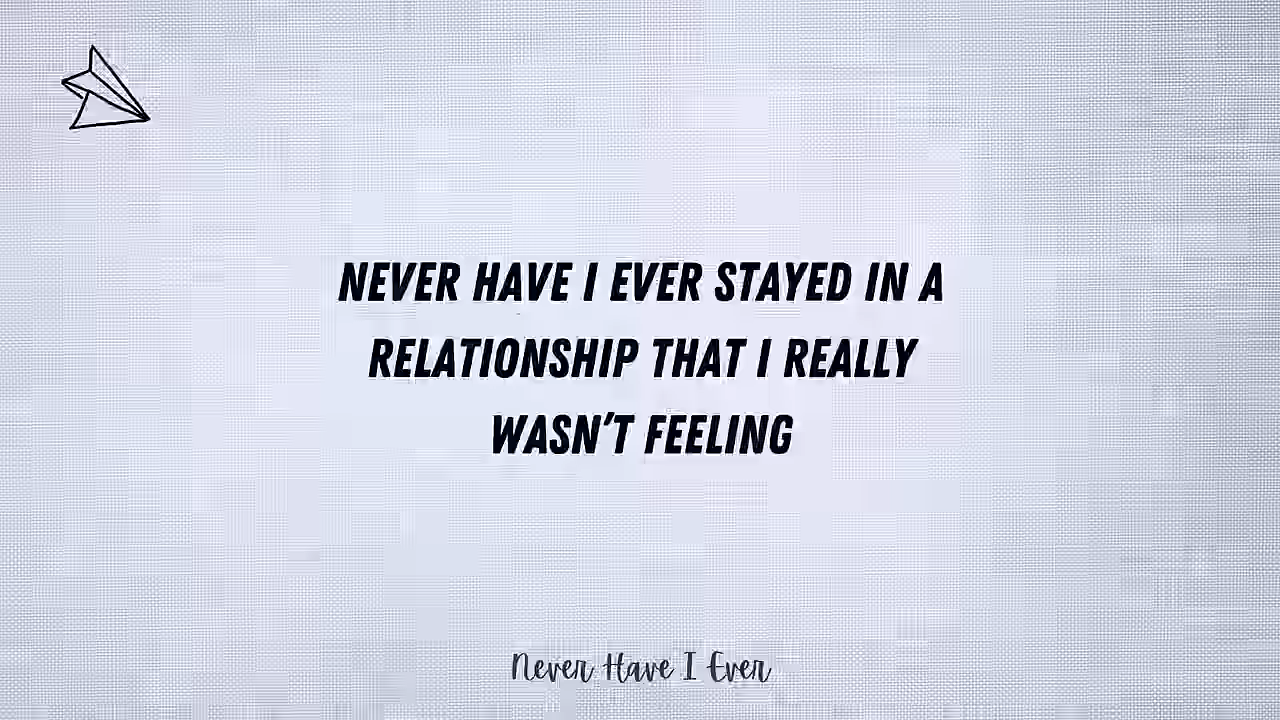 NEVER HAVE I EVER STAYED IN A
RELATIONSHIP THAT I REALLY
WASN'T FEELING
Never Have I Ever